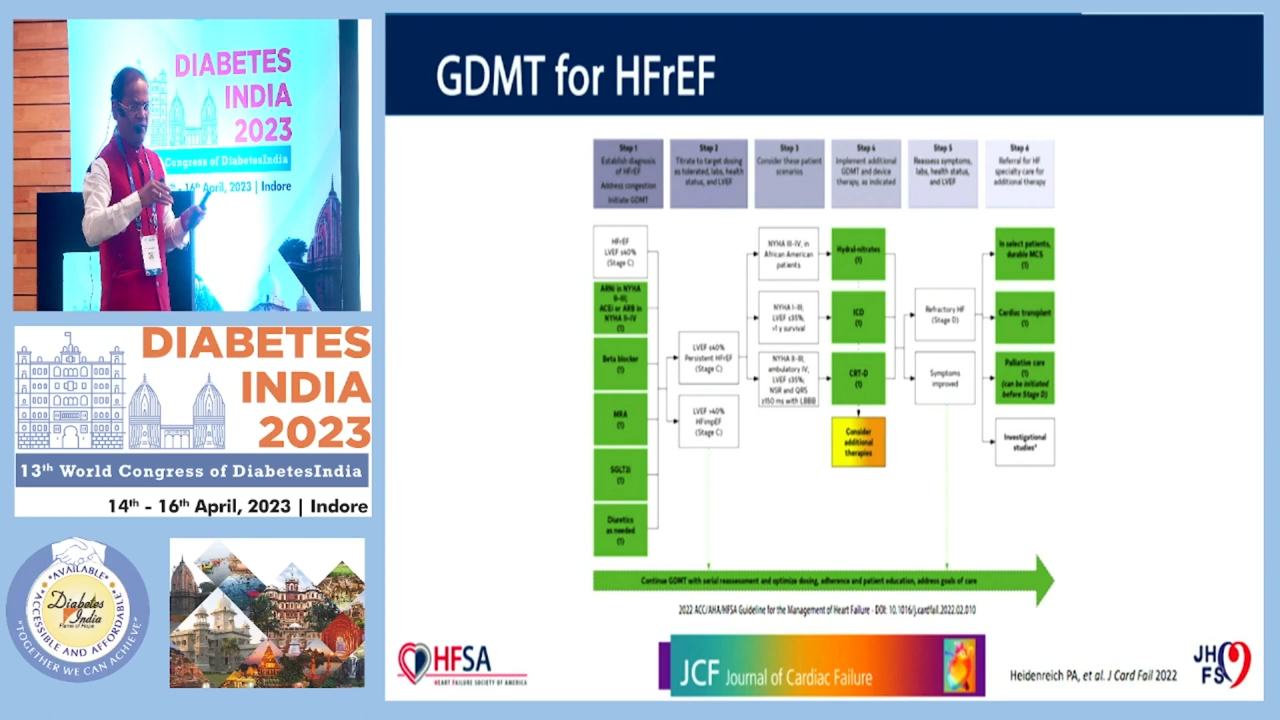 DIABETES
INDIA
2023
Congress of DiabetesIndia
16th April, 2023 | Indore
DIABETES
INDIA
2023
13th World Congress of DiabetesIndia
14th - 16th April, 2023 | Indore
"AVAILABLE"
"ACCESSIBLE AND AFFORDABLE"
Diabetes
India
"TOGETHER WE CAN ACHIEVE"
GDMT for HFrEF
Step 1
Establish diagnosis
of HFrEF
Address congestion
Initiate GDMT
Step 2
Titrate to target dosing
as tolerated, labs, health
status, and LVEF
Step 3
Consider these patient
scenarios
Step 4
Implement additional
GDMT and device
therapy, as indicated
Step 5
Reassess symptoms,
labs, health status,
and LVEF
Step 6
Referral for HF
specialty care for
additional therapy
HFrEF
LVEF ≤40%
(Stage C)
ARNi in NYHA
II-III;
ACEi or ARB in
NYHA II-IV
(1)
Beta blocker
(1)
MRA
(1)
SGLT2i
(1)
Diuretics
as needed
(1)
LVEF ≤40%
Persistent HFrEF
(Stage C)
LVEF >40%
HFimpEF
(Stage C)
NYHA III-IV, in
African American
patients
NYHA I-III,
LVEF ≤35%,
>1 y survival
NYHA II-III,
ambulatory IV,
LVEF ≤35%;
NSR and QRS
≥150 ms with LBBB
Hydral-nitrates
(1)
ICD
(1)
CRT-D
(1)
Consider
additional
therapies
Refractory HF
(Stage D)
Symptoms
improved
In select patients,
durable MCS
(1)
Cardiac transplant
(1)
Palliative care
(1)
(can be initiated
before Stage D)
Investigational
studies*
Continue GDMT with serial reassessment and optimize dosing, adherence and patient education, address goals of care
2022 ACC/AHA/HFSA Guideline for the Management of Heart Failure - DOI: 10.1016/j.cardfail.2022.02.010
HFSA
HEART FAILURE SOCIETY OF AMERICA
JCF Journal of Cardiac Failure
Heidenreich PA, et al. J Card Fail 2022
JH
FS